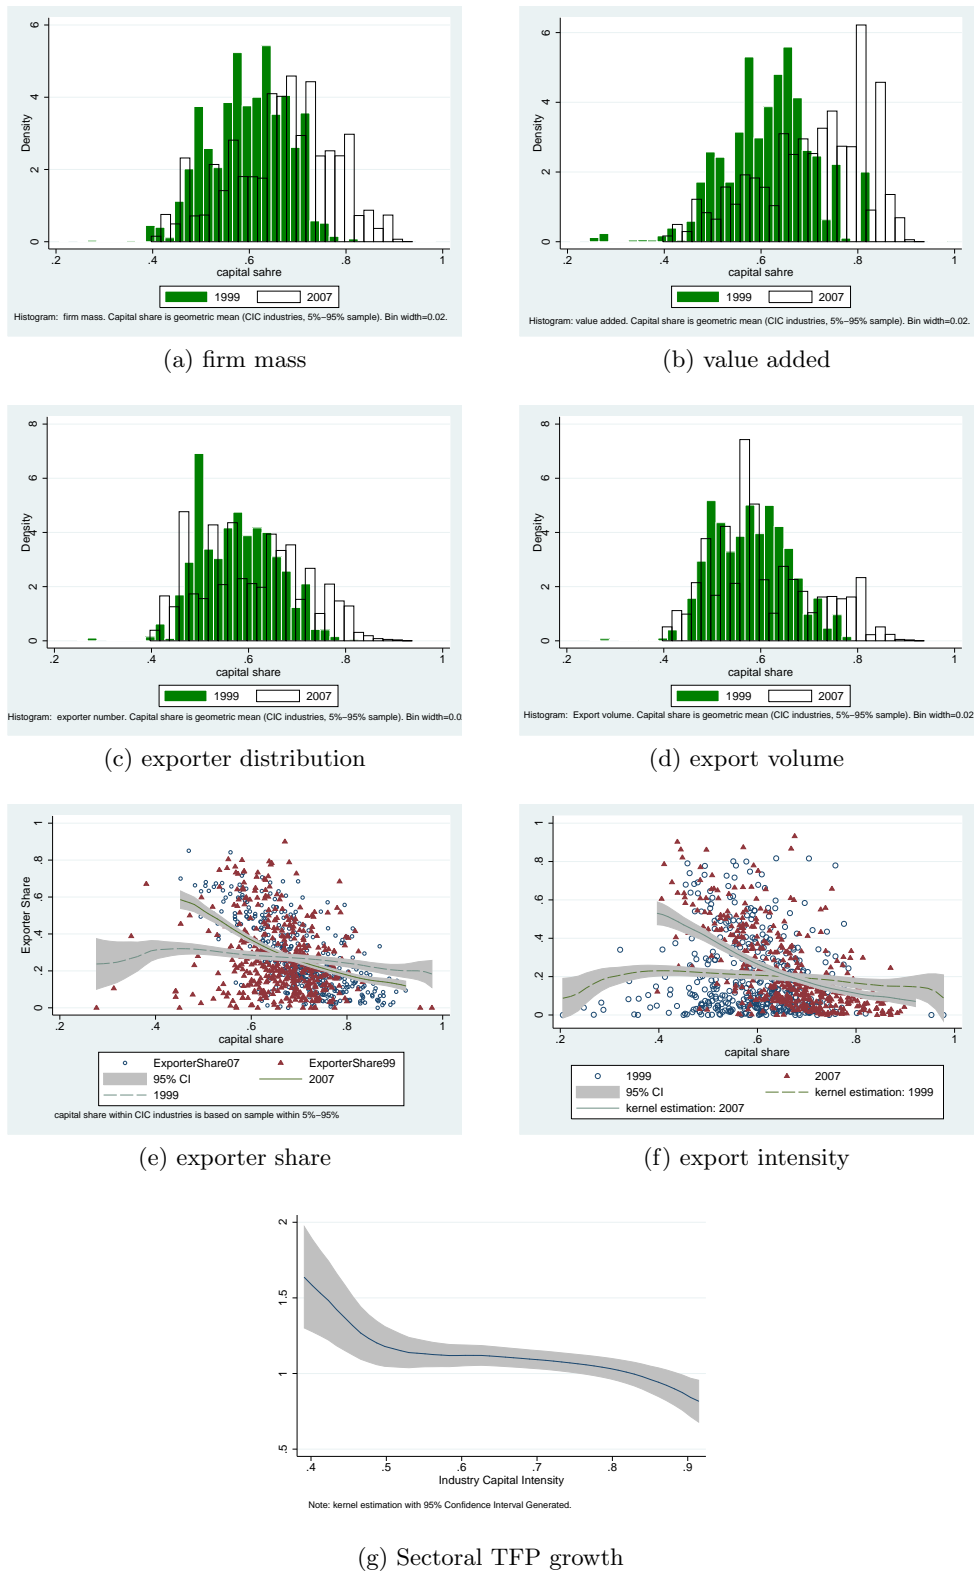 0 2 4 6
Density
.2 .4 .6 .8 1
capital sahre
1999 2007
Histogram: firm mass. Capital share is geometric mean (CIC industries, 5%−95% sample). Bin width=0.02.
(a) firm mass
0 2 4 6
Density
.2 .4 .6 .8 1
capital sahre
1999 2007
Histogram: value added. Capital share is geometric mean (CIC industries, 5%−95% sample). Bin width=0.02.
(b) value added
0 2 4 6 8
Density
.2 .4 .6 .8 1
capital share
1999 2007
Histogram: exporter number. Capital share is geometric mean (CIC industries, 5%−95% sample). Bin width=0.0
(c) exporter distribution
0 2 4 6 8
Density
.2 .4 .6 .8 1
capital share
1999 2007
Histogram: Export volume. Capital share is geometric mean (CIC industries, 5%−95% sample). Bin width=0.02
(d) export volume
0 .2 .4 .6 .8 1
Exporter Share
.2 .4 .6 .8 1
capital share
ExporterShare07 ExporterShare99
95% CI 2007
1999
capital share within CIC industries is based on sample within 5%−95%
(e) exporter share
0 .2 .4 .6 .8 1
.2 .4 .6 .8 1
capital share
1999 2007
95% CI kernel estimation: 1999
kernel estimation: 2007
(f) export intensity
.5 1 1.5 2
.4 .5 .6 .7 .8 .9
Industry Capital Intensity
Note: kernel estimation with 95% Confidence Interval Generated.
(g) Sectoral TFP growth